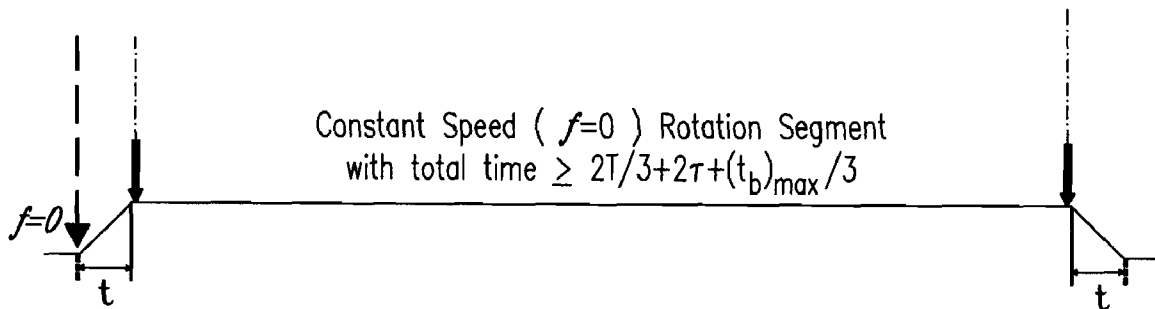 Constant Speed ( f=0 ) Rotation Segment
with total time ≥ 2T/3+2τ+(t_b)_max/3
f=0
t
t